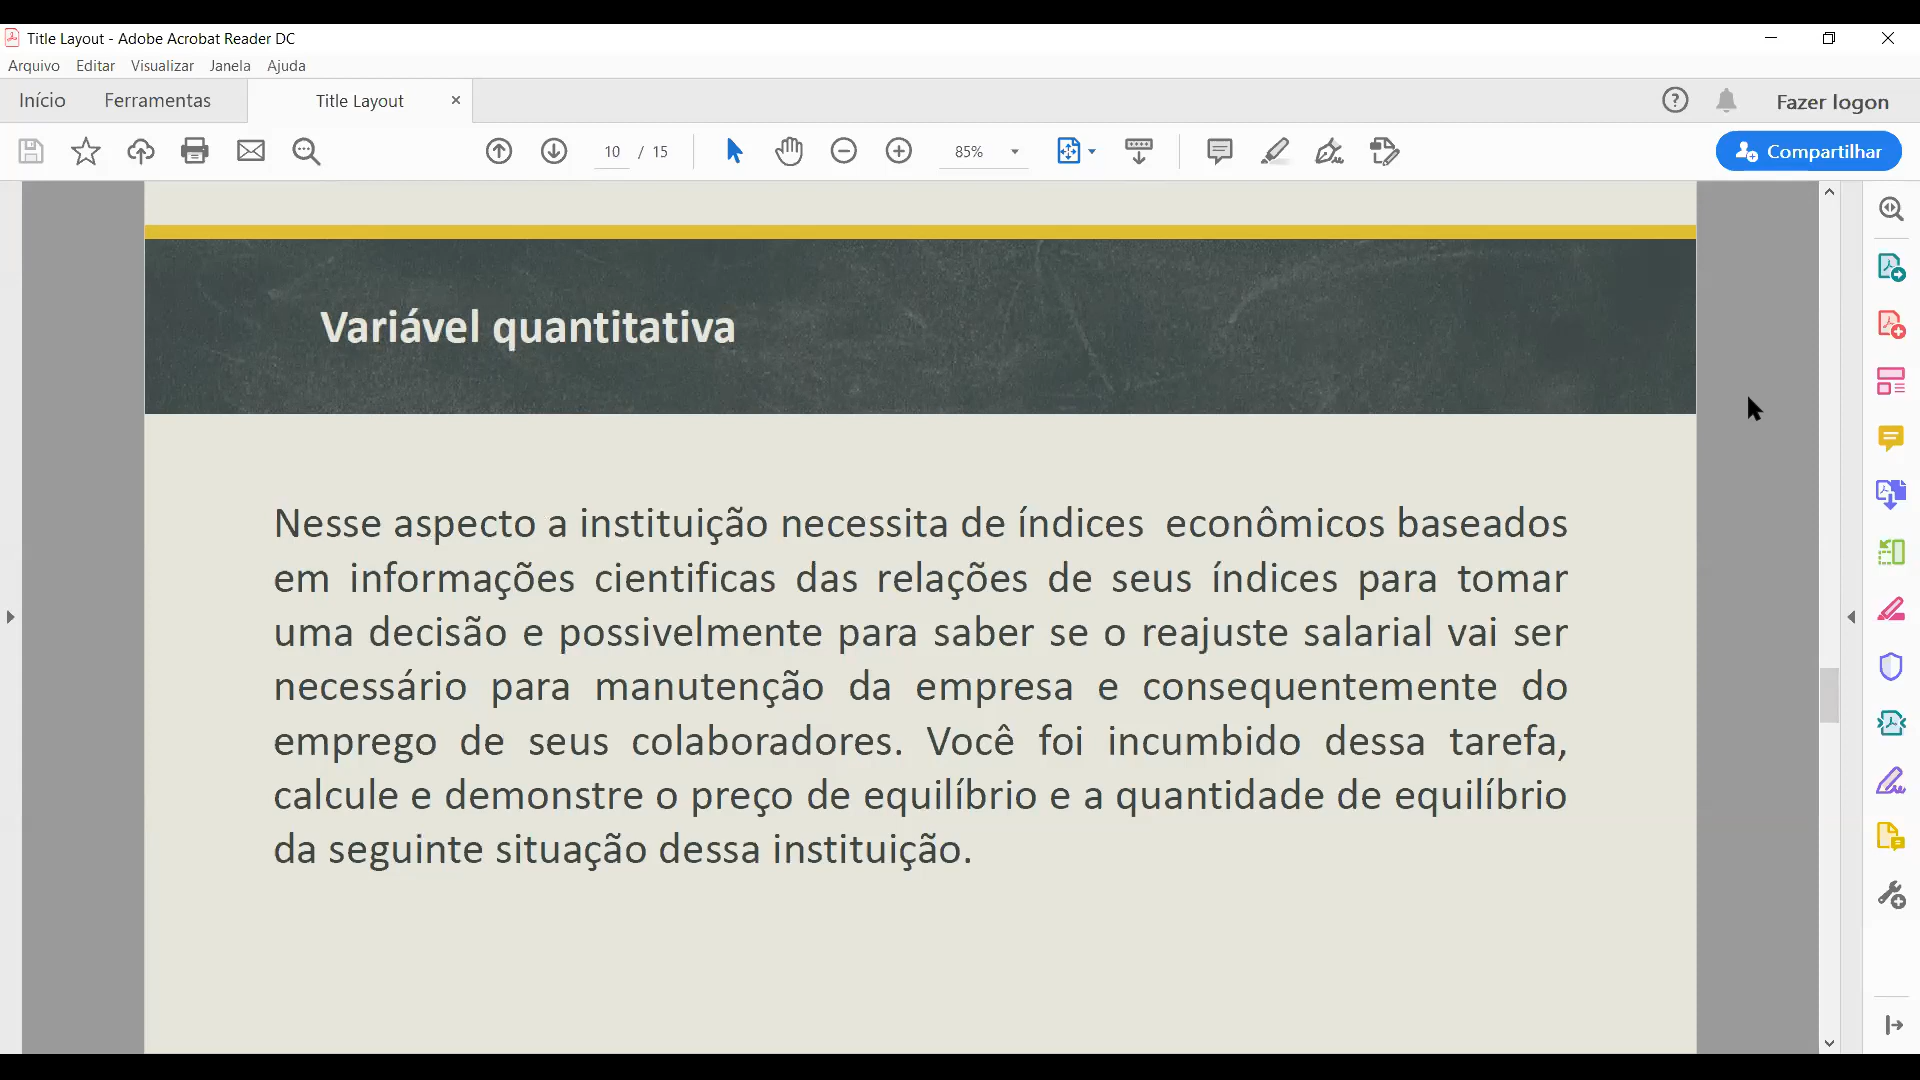 Title Layout - Adobe Acrobat Reader DC
Arquivo Editar Visualizar Janela Ajuda
Início Ferramentas Title Layout Fazer logon
10 / 15 85% Compartilhar
Variável quantitativa
Nesse aspecto a instituição necessita de índices econômicos baseados
em informações cientificas das relações de seus índices para tomar
uma decisão e possivelmente para saber se o reajuste salarial vai ser
necessário para manutenção da empresa e consequentemente do
emprego de seus colaboradores. Você foi incumbido dessa tarefa,
calcule e demonstre o preço de equilíbrio e a quantidade de equilíbrio
da seguinte situação dessa instituição.